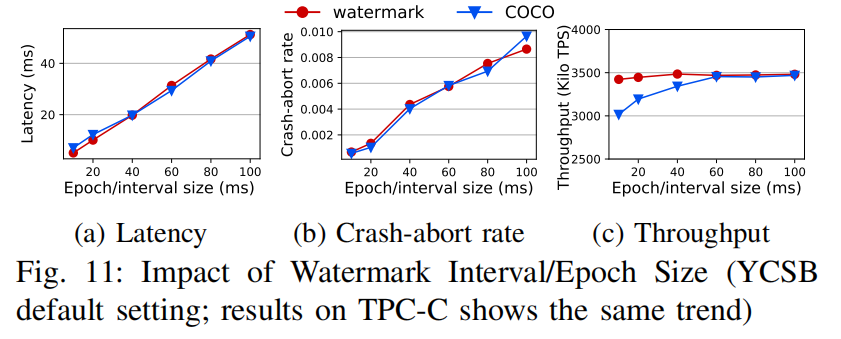 watermark COCO
Latency (ms)
40
20
20 40 60 80 100
Epoch/interval size (ms)
Crash-abort rate
0.010
0.008
0.006
0.004
0.002
20 40 60 80 100
Epoch/interval size (ms)
Throughput (Kilo TPS)
4000
3500
3000
2500
20 40 60 80 100
Epoch/interval size (ms)
(a) Latency
(b) Crash-abort rate
(c) Throughput
Fig. 11: Impact of Watermark Interval/Epoch Size (YCSB
default setting; results on TPC-C shows the same trend)